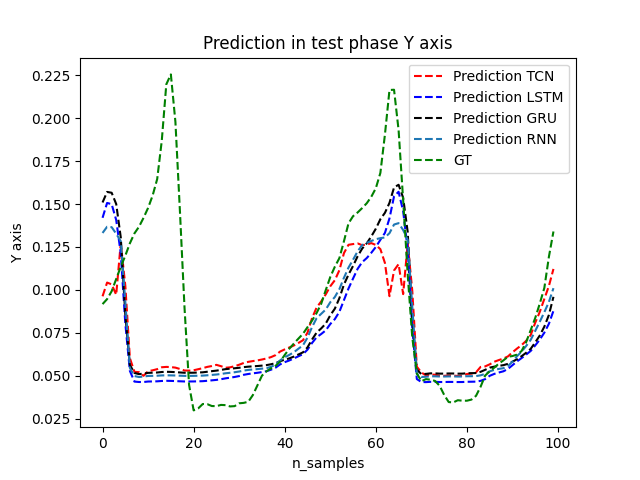 Prediction in test phase Y axis
0.225
0.200
0.175
0.150
0.125
0.100
0.075
0.050
0.025
Y axis
0
20
40
60
80
100
n_samples
Prediction TCN
Prediction LSTM
Prediction GRU
Prediction RNN
GT